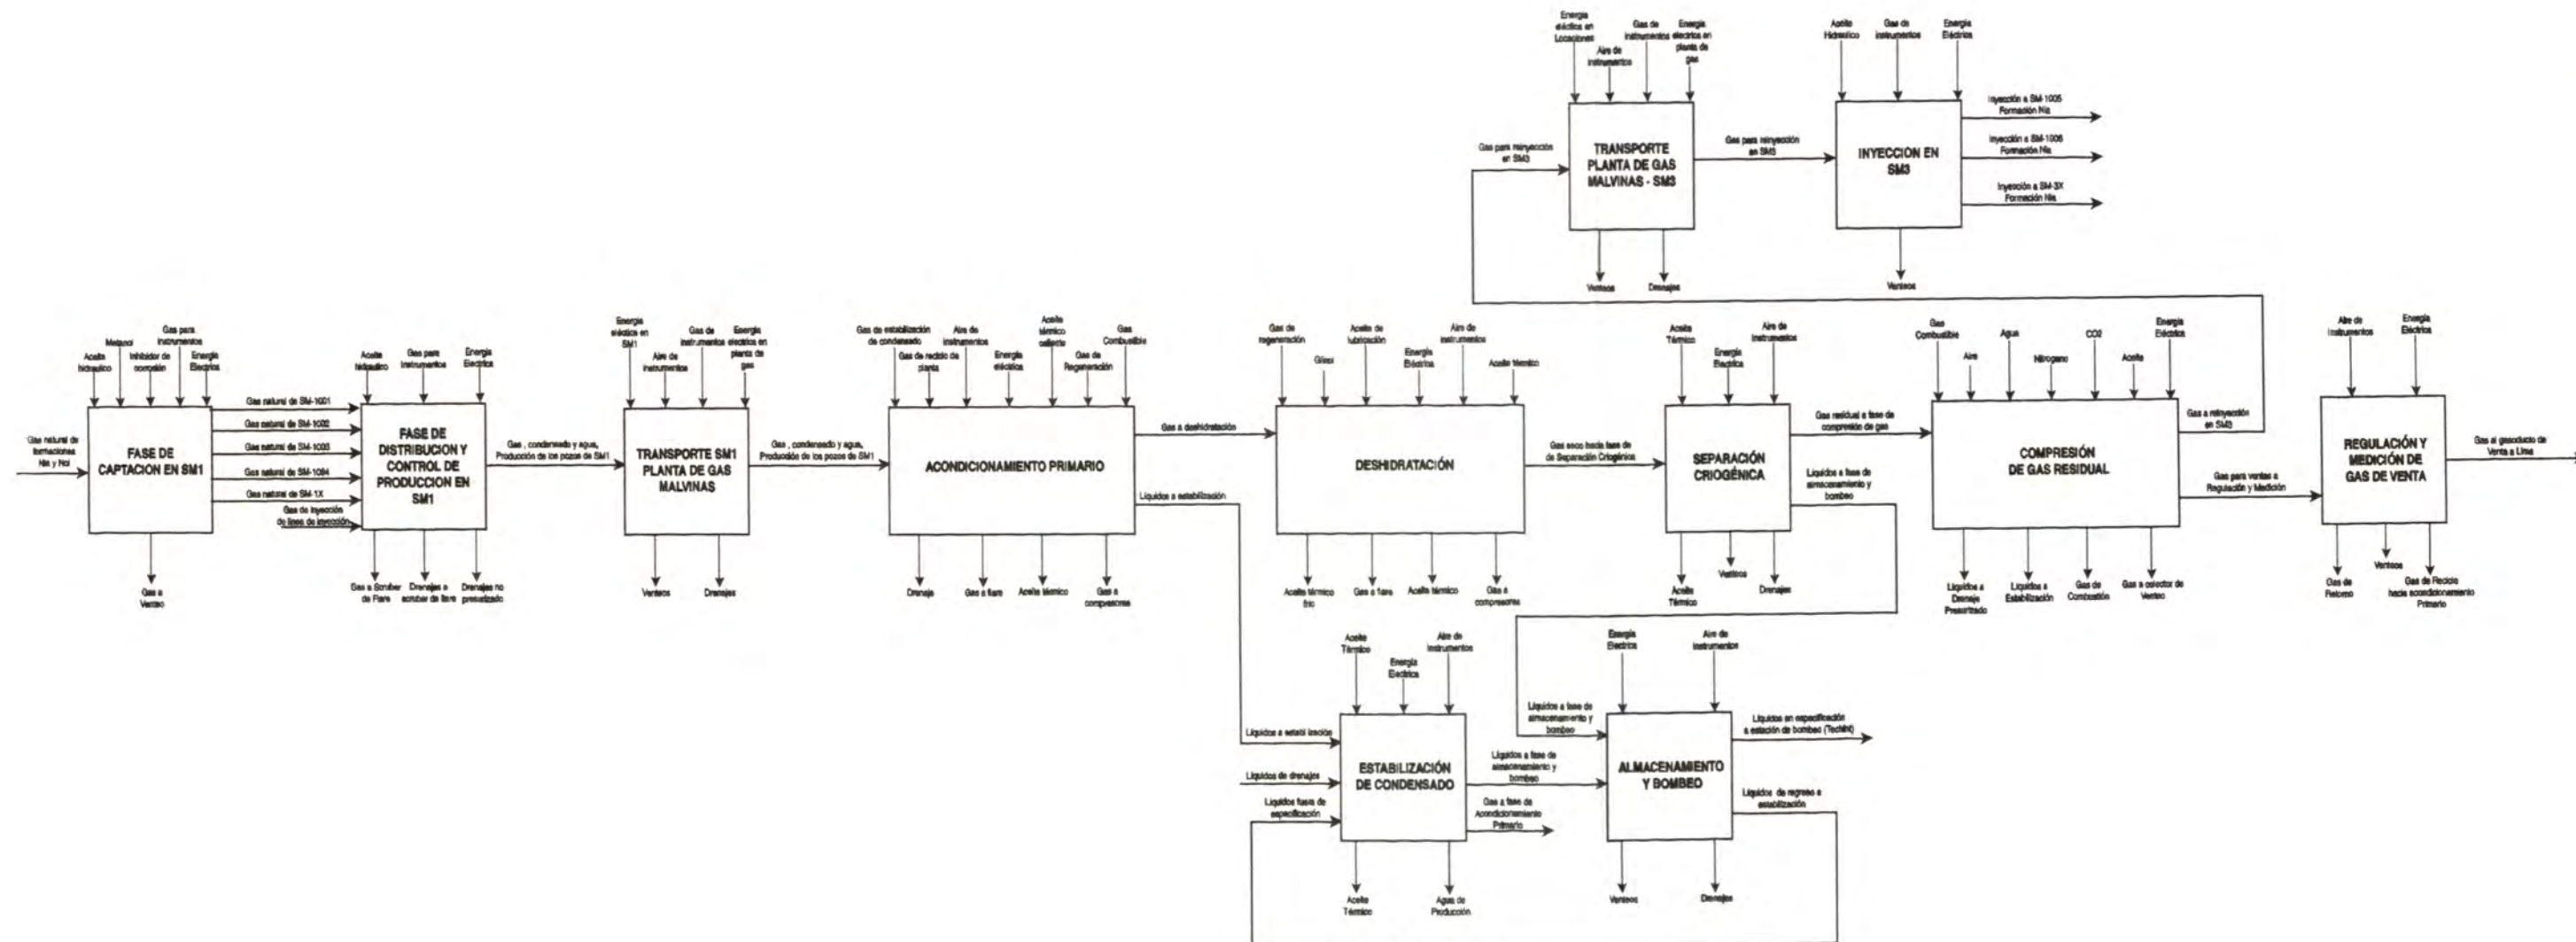 Energía
eléctica en
Locaciones
Aire de
instrumentos
Gas de
instrumentos
Energía
electrica en
planta de
gas
Aceite
Hidraulico
Gas de
instrumentos
Energía
Eléctrica
Gas para reinyección
en SM3
TRANSPORTE
PLANTA DE GAS
MALVINAS - SM3
Gas para reinyección
en SM3
INYECCION EN
SM3
Inyección a SM-1005
Formación Nia
Inyección a SM-1006
Formación Nia
Inyección a SM-3X
Formación Nia
Venteos
Drenajes
Venteos
Gas natural de
formaciones
Nia y Noi
Aceite
hidraulico
Metanol
Inhibidor de
corrosión
Gas para
instrumentos
Energía
Electrica
FASE DE
CAPTACION EN SM1
Gas a
Venteo
Gas natural de SM-1001
Gas natural de SM-1002
Gas natural de SM-1003
Gas natural de SM-1004
Gas natural de SM-1X
Gas de inyección
de linea de inyección
Aceite
hidraulico
Gas para
instrumentos
Energía
Electrica
FASE DE
DISTRIBUCION Y
CONTROL DE
PRODUCCION EN
SM1
Gas a Scruber
de Flare
Drenajes a
scruber de flare
Drenajes no
presurizado
Gas , condensado y agua,
Producción de los pozos de SM1
Energía
eléctica en
SM1
Aire de
instrumentos
Gas de
instrumentos
Energía
electrica en
planta de
gas
TRANSPORTE SM1
PLANTA DE GAS
MALVINAS
Venteos
Drenajes
Gas , condensado y agua,
Producción de los pozos de SM1
Gas de estabilización
de condensado
Gas de reciclo de
planta
Aire de
instrumentos
Energía
eléctrica
Aceite
térmico
caliente
Gas de
Regeneración
Gas
Combustible
ACONDICIONAMIENTO PRIMARIO
Drenaje
Gas a flare
Aceite térmico
Gas a
compresores
Gas a deshidratación
Líquidos a estabilización
Gas de
regeneración
Glicol
Aceite de
lubricación
Energía
Eléctrica
Aire de
instrumentos
Aceite térmico
DESHIDRATACIÓN
Aceite térmico
frio
Gas a flare
Aceite térmico
Gas a
compresores
Gas seco hacia fase de
de Separación Criogénica
Aceite
Térmico
Energía
Electrica
Aire de
instrumentos
SEPARACIÓN
CRIOGÉNICA
Aceite
Térmico
Venteos
Drenajes
Gas residual a fase de
compresión de gas
Líquidos a fase de
almacenamiento y
bombeo
Gas
Combustible
Aire
Agua
Nitrogeno
CO2
Aceite
Energía
Eléctrica
COMPRESIÓN
DE GAS RESIDUAL
Líquidos a
Drenaje
Presurizado
Líquidos a
Estabilización
Gas de
Combustión
Gas a colector de
Venteo
Gas a reinyección
en SM3
Gas para ventas a
Regulación y Medición
Aire de
Instrumentos
Energía
Eléctrica
REGULACIÓN Y
MEDICIÓN DE
GAS DE VENTA
Gas de
Retorno
Venteos
Gas de Reciclo
hacia acondicionamiento
Primario
Gas al gasoducto de
Venta a Lima
Líquidos a estabilización
Líquidos de drenajes
Líquidos fuera de
especificación
Aceite
Térmico
Energía
Electrica
Aire de
Instrumentos
ESTABILIZACIÓN
DE CONDENSADO
Aceite
Térmico
Agua de
Producción
Líquidos a fase de
almacenamiento y
bombeo
Líquidos a fase de
almacenamiento y
bombeo
Gas a fase de
Acondicionamiento
Primario
Energía
Electrica
Aire de
Instrumentos
ALMACENAMIENTO
Y BOMBEO
Venteos
Drenajes
Líquidos en especificación
a estación de bombeo (Techint)
Líquidos de regreso a
estabilización